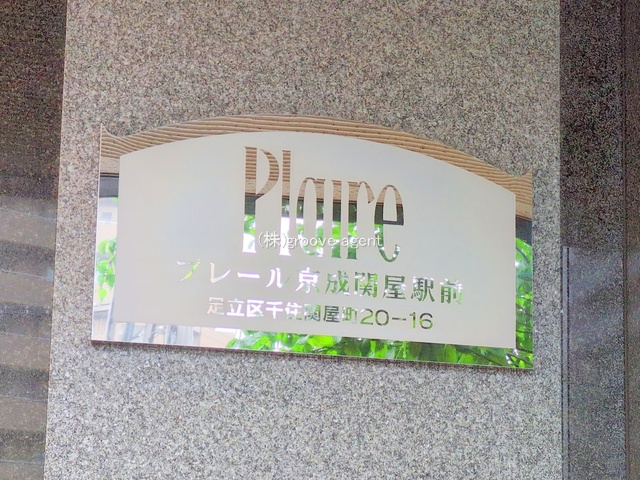 Plaire
(株)groove agent
プレール京成関屋駅前
足立区千住関屋町20-16